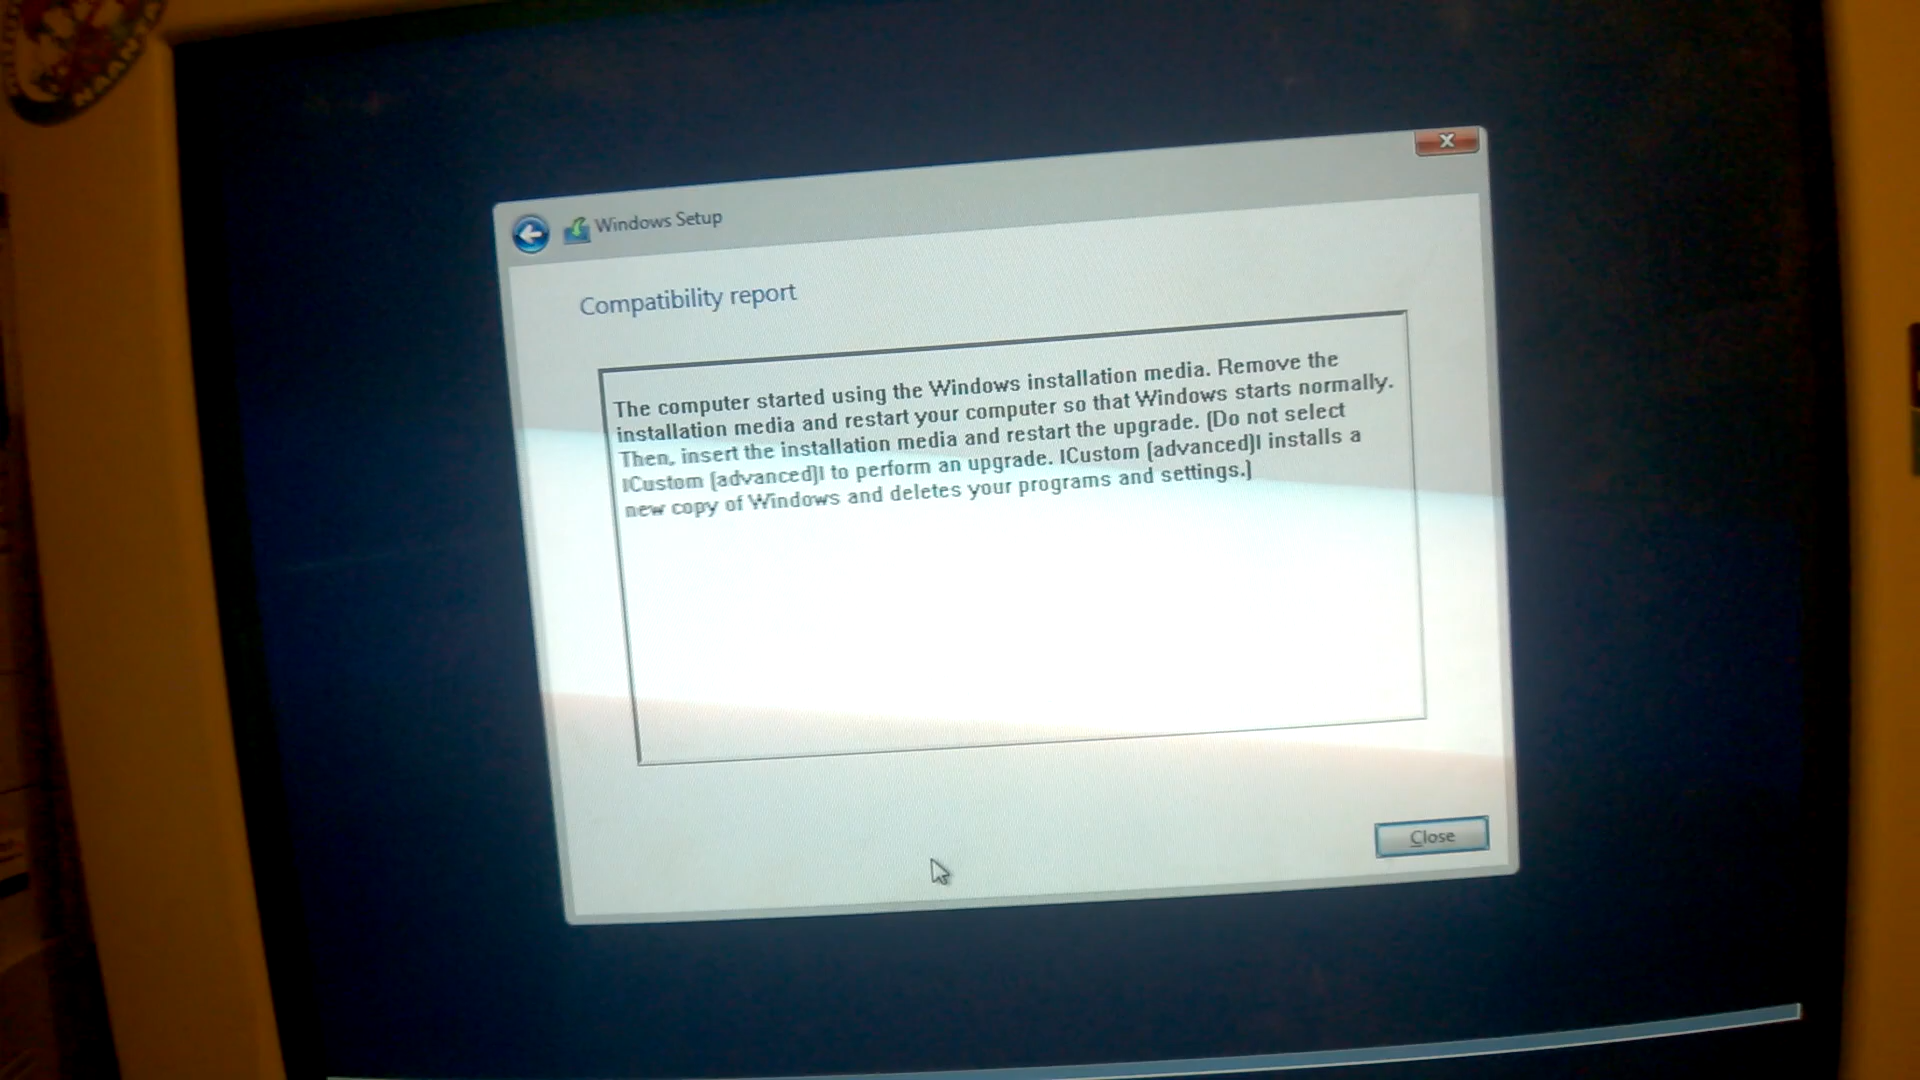 MAAN
Windows Setup
Compatibility report
The computer started using the Windows installation media. Remove the
installation media and restart your computer so that Windows starts normally.
Then, insert the installation media and restart the upgrade. (Do not select
|Custom (advanced)| to perform an upgrade. |Custom (advanced)| installs a
new copy of Windows and deletes your programs and settings.)
Close